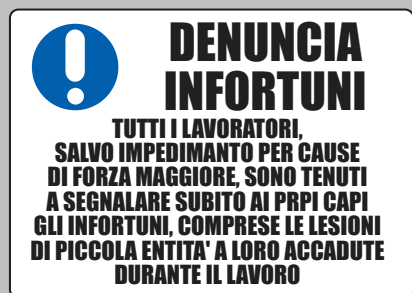 DENUNCIA
INFORTUNI
TUTTI I LAVORATORI,
SALVO IMPEDIMANTO PER CAUSE
DI FORZA MAGGIORE, SONO TENUTI
A SEGNALARE SUBITO AI PRPI CAPI
GLI INFORTUNI, COMPRESE LE LESIONI
DI PICCOLA ENTITA' A LORO ACCADUTE
DURANTE IL LAVORO